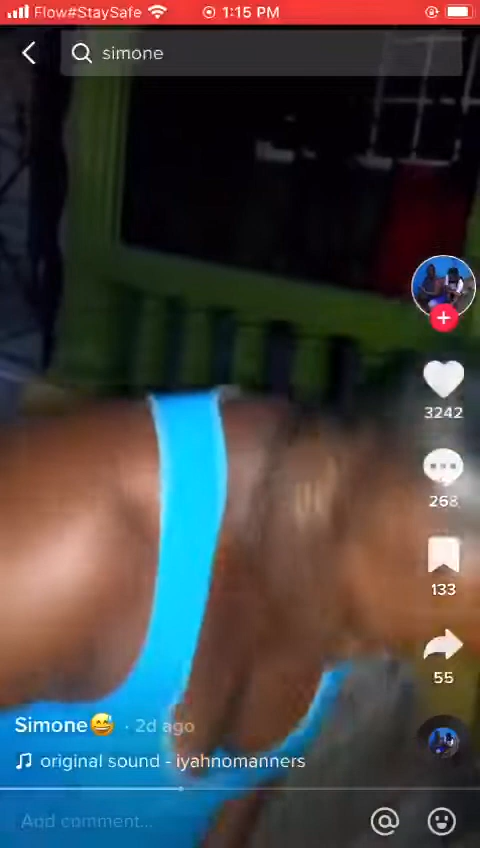 Flow#StaySafe 1:15 PM
simone
3242
268
133
55
Simone😅 · 2d ago
original sound - iyahnomanners
Add comment...